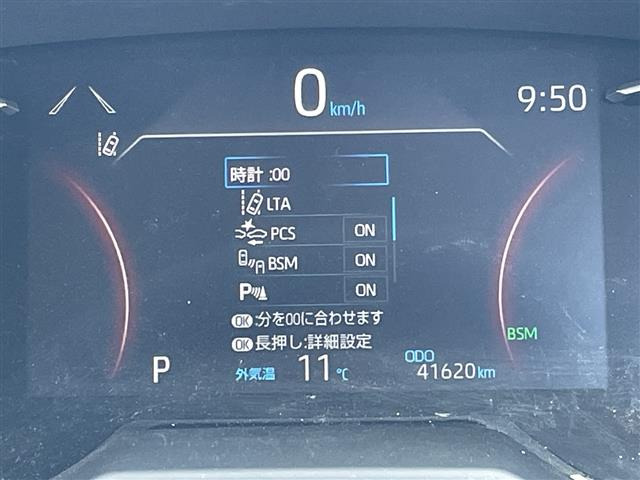 0 km/h
9:50
時計 :00
LTA
PCS ON
BSM ON
P ON
OK :分を00に合わせます
OK 長押し:詳細設定
BSM
P
外気温 11 ℃
ODO
41620 km